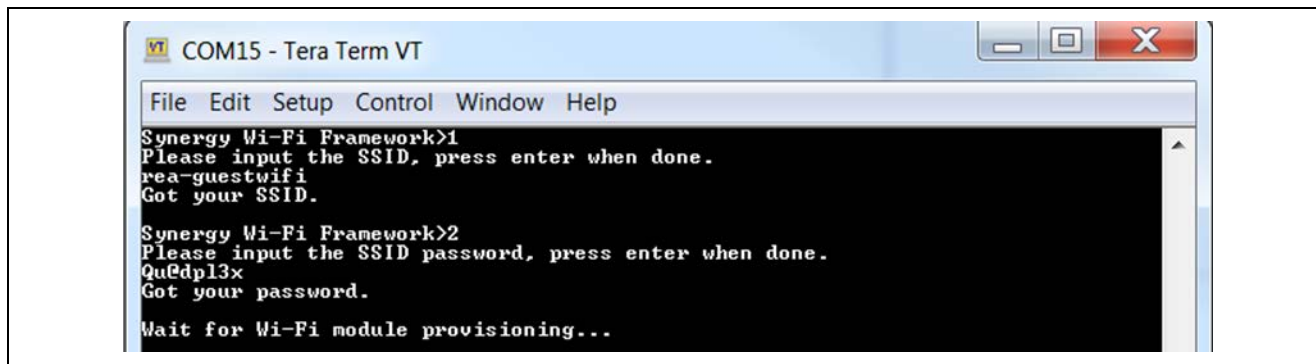 COM15 - Tera Term VT
File Edit Setup Control Window Help
Synergy Wi-Fi Framework>1
Please input the SSID, press enter when done.
rea-guestwifi
Got your SSID.
Synergy Wi-Fi Framework>2
Please input the SSID password, press enter when done.
Qu@dpl3x
Got your password.
Wait for Wi-Fi module provisioning...